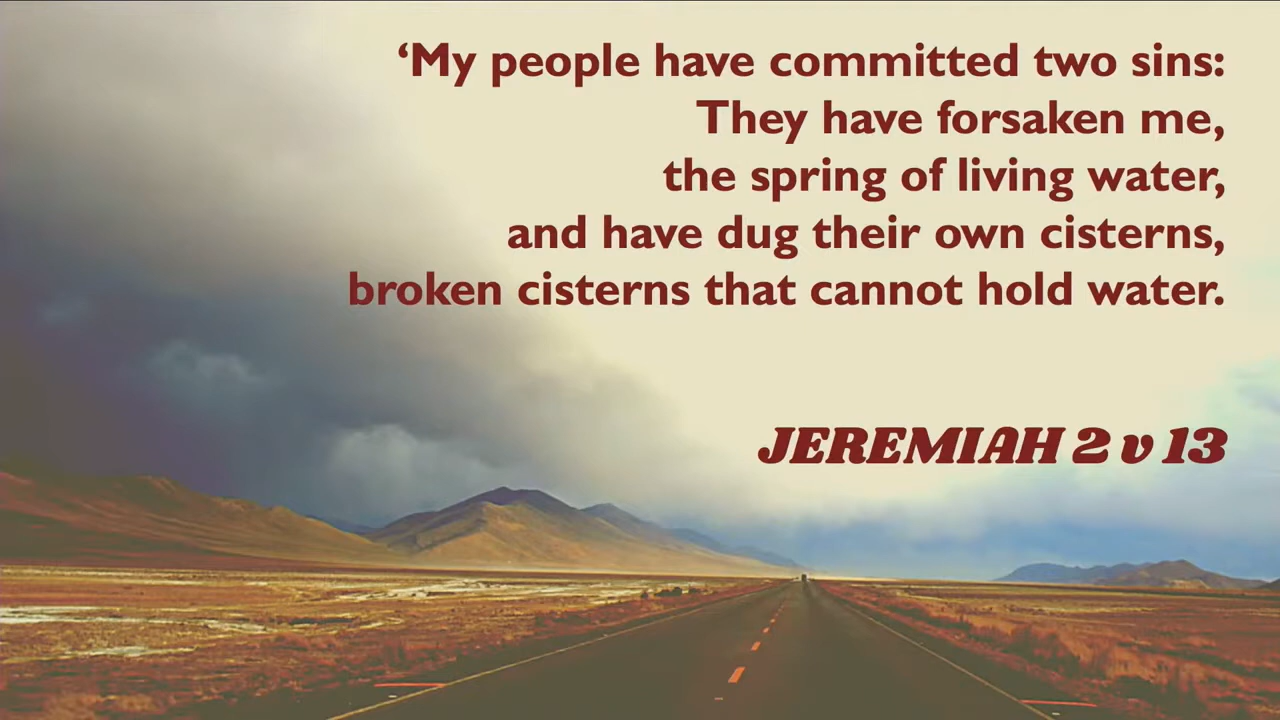 ‘My people have committed two sins:
They have forsaken me,
the spring of living water,
and have dug their own cisterns,
broken cisterns that cannot hold water.
JEREMIAH 2 v 13